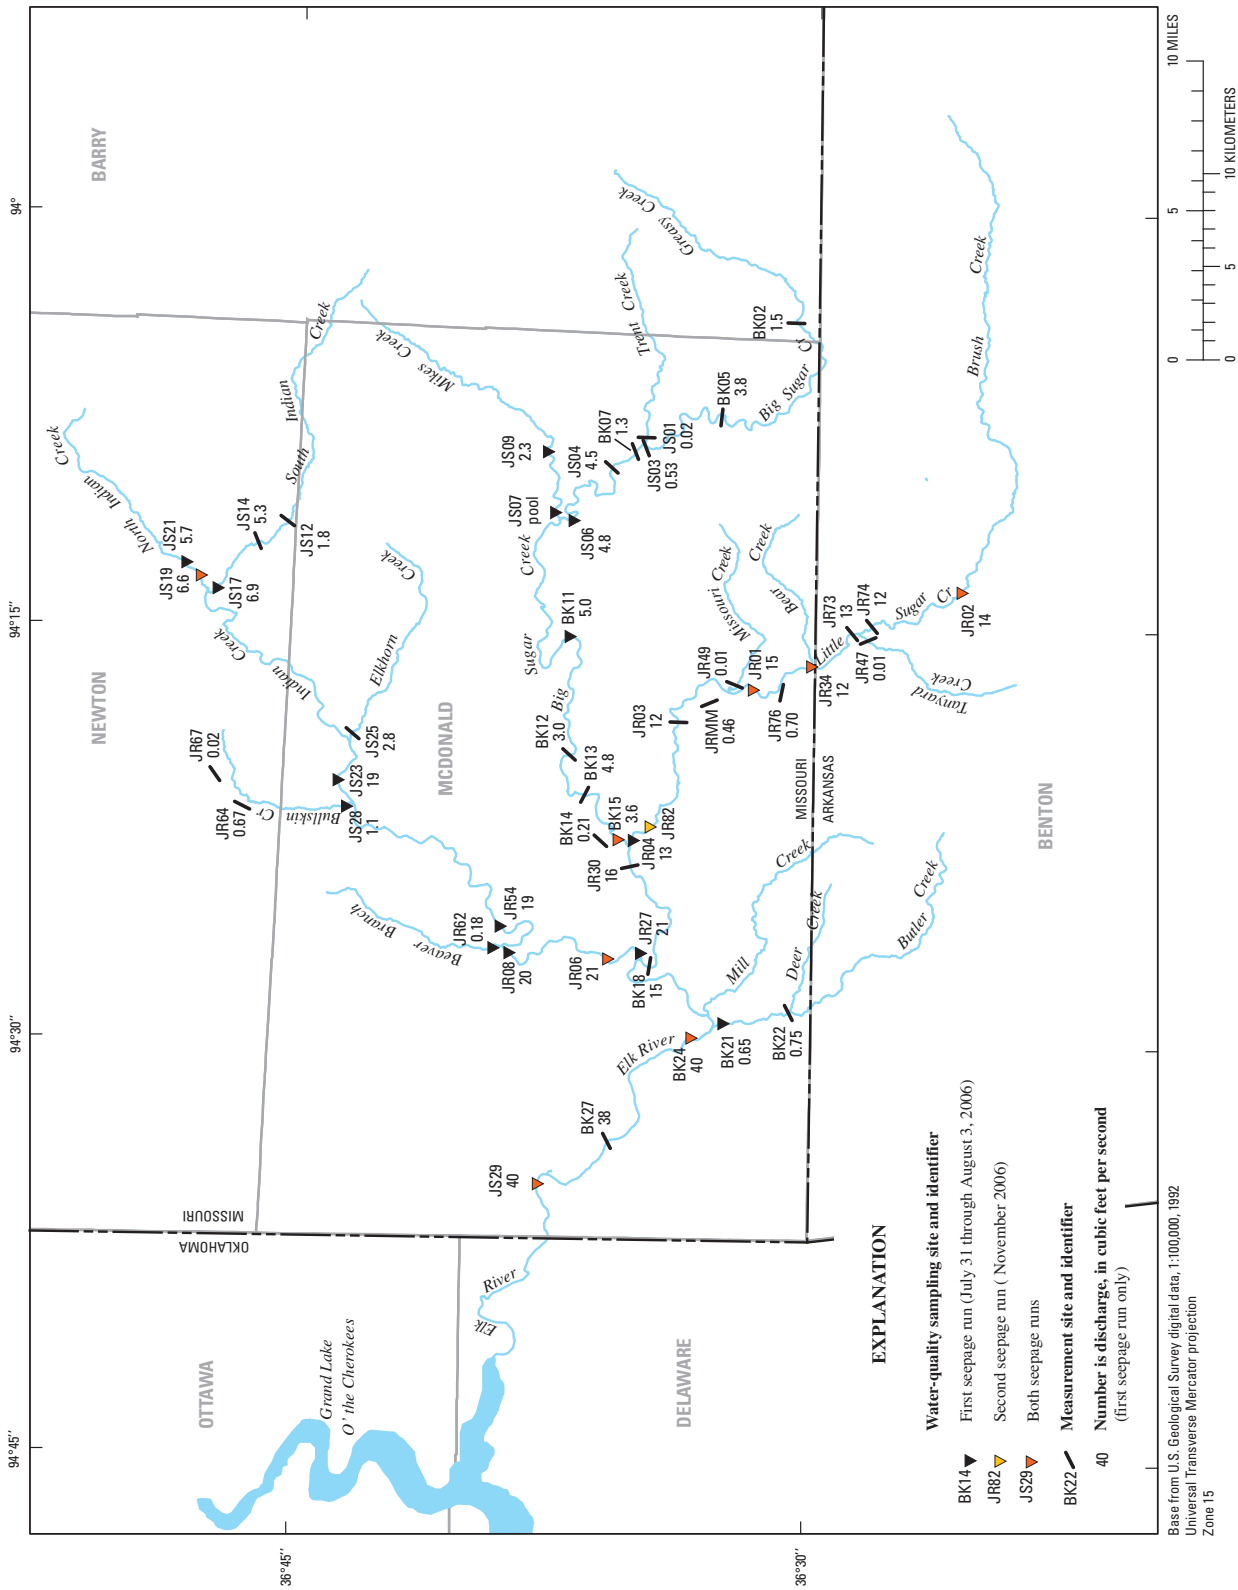 94°45″
94°30″
94°15″
94°
36°45″
36°30″
OTTAWA
Grand Lake
O' the Cherokees
DELAWARE
OKLAHOMA
MISSOURI
NEWTON
BARRY
MCDONALD
BENTON
MISSOURI
ARKANSAS
Elk
River
JS29
40
BK27
38
Elk River
BK24
40
BK21
0.65
BK22
0.75
Mill
Creek
Deer
Creek
Butler
Creek
BK18
15
JR27
21
JR06
21
JR08
20
JR62
0.18
JR54
19
Beaver
Branch
JR30
16
BK14
0.21
BK15
3.6
JR04
13
JR82
BK13
4.8
BK12
3.0
Big
BK11
5.0
Sugar
Creek
JS07
pool
JS06
4.8
JS09
2.3
Mikes
Creek
JS04
4.5
BK07
1.3
JS03
0.53
JS01
0.02
Trent Creek
BK05
3.8
Big Sugar
Cr
BK02
1.5
Greasy Creek
JR67
0.02
JR64
0.67
Bullskin
Cr
JS28
1.1
JS23
19
JS25
2.8
Elkhorn
Creek
Indian
Creek
JS17
6.9
JS19
6.6
JS21
5.7
North Indian
Creek
JS14
5.3
JS12
1.8
South
Indian
Creek
JR03
12
JRMM
0.46
JR49
0.01
JR01
15
JR76
0.70
Missouri Creek
Bear
Creek
JR34
12
Little
Sugar
Cr
JR73
13
JR74
12
JR47
0.01
Tanyard
Creek
JR02
14
Brush
Creek
EXPLANATION
Water-quality sampling site and identifier
BK14 First seepage run (July 31 through August 3, 2006)
JR82 Second seepage run ( November 2006)
JS29 Both seepage runs
BK22 Measurement site and identifier
40 Number is discharge, in cubic feet per second
(first seepage run only)
Base from U.S. Geological Survey digital data, 1:100,000, 1992
Universal Transverse Mercator projection
Zone 15
0 5 10 MILES
0 5 10 KILOMETERS